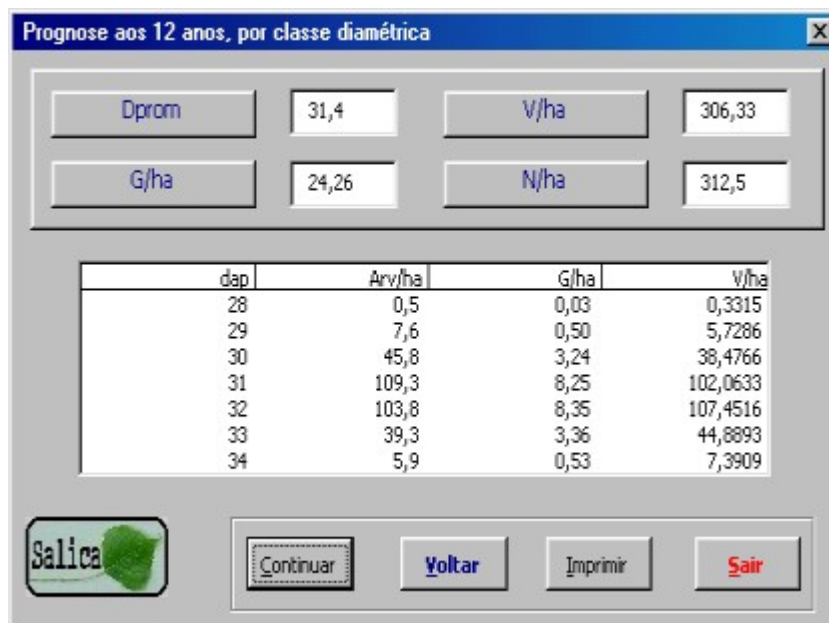 Prognose aos 12 anos, por classe diamétrica
Dprom 31,4 V/ha 306,33
G/ha 24,26 N/ha 312,5
dap Arv/ha G/ha V/ha
28 0,5 0,03 0,3315
29 7,6 0,50 5,7286
30 45,8 3,24 38,4766
31 109,3 8,25 102,0633
32 103,8 8,35 107,4516
33 39,3 3,36 44,8893
34 5,9 0,53 7,3909
Salica Continuar Voltar Imprimir Sair